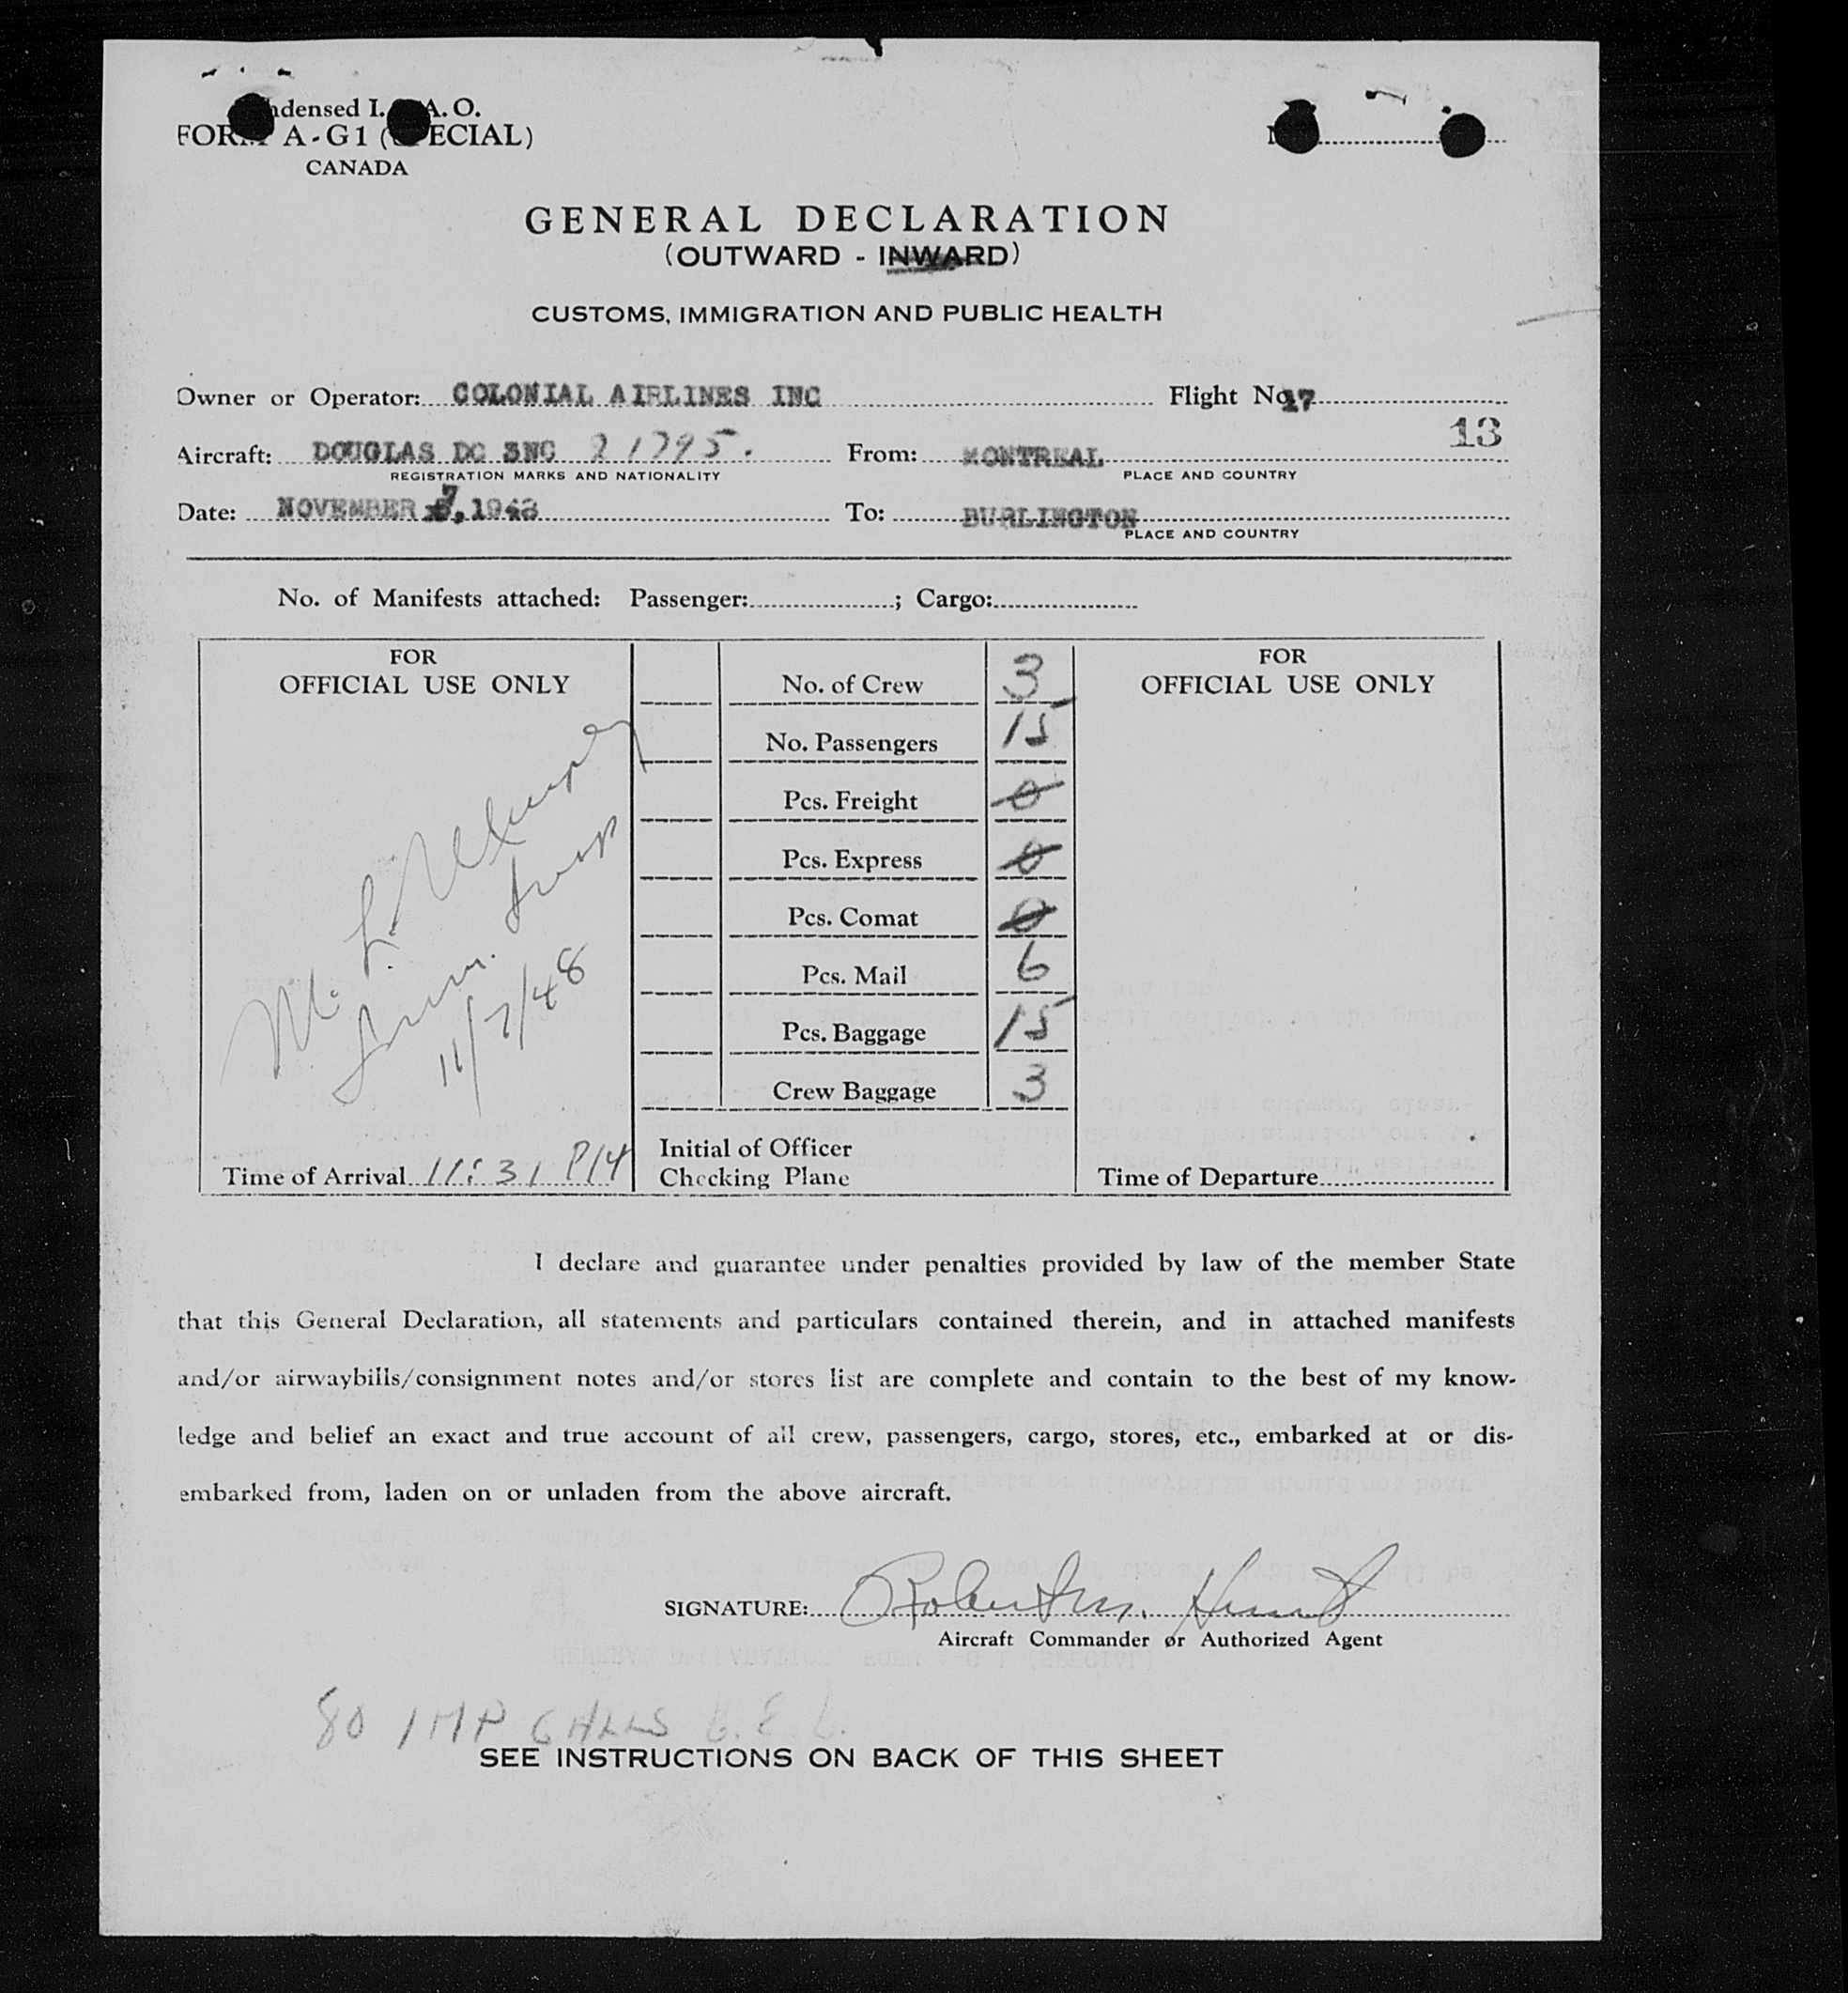 Condensed I.C.A.O.
FORM A-G1 (SPECIAL)
CANADA
GENERAL DECLARATION
(OUTWARD - INWARD)
CUSTOMS, IMMIGRATION AND PUBLIC HEALTH
Owner or Operator: COLONIAL AIRLINES INC Flight No. 17
13
Aircraft: DOUGLAS DC 3NC 21795. From: MONTREAL
REGISTRATION MARKS AND NATIONALITY PLACE AND COUNTRY
Date: NOVEMBER 7, 1948 To: BURLINGTON
PLACE AND COUNTRY
No. of Manifests attached: Passenger: ; Cargo:
FOR
OFFICIAL USE ONLY
M. L.
Imm. Insp
11/7/48
Time of Arrival 11:31 PM
No. of Crew 3
No. Passengers 15
Pcs. Freight 0
Pcs. Express 0
Pcs. Comat 0
Pcs. Mail 6
Pcs. Baggage 15
Crew Baggage 3
Initial of Officer
Checking Plane
FOR
OFFICIAL USE ONLY
Time of Departure
I declare and guarantee under penalties provided by law of the member State
that this General Declaration, all statements and particulars contained therein, and in attached manifests
and/or airwaybills/consignment notes and/or stores list are complete and contain to the best of my know-
ledge and belief an exact and true account of all crew, passengers, cargo, stores, etc., embarked at or dis-
embarked from, laden on or unladen from the above aircraft.
SIGNATURE: Robert M. Hunt
Aircraft Commander or Authorized Agent
80 IMP GALLS
SEE INSTRUCTIONS ON BACK OF THIS SHEET